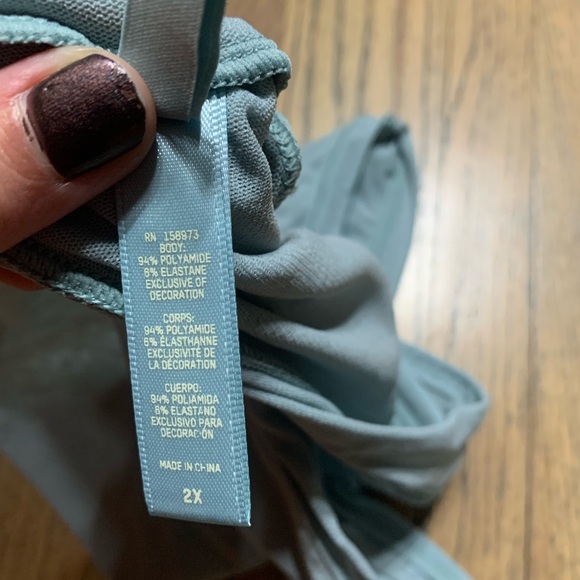 RN 158973
BODY:
94% POLYAMIDE
6% ELASTANE
EXCLUSIVE OF
DECORATION
CORPS:
94% POLYAMIDE
6% ÉLASTHANNE
EXCLUSIVITÉ DE
LA DÉCORATION
CUERPO:
94% POLIAMIDA
6% ELASTANO
EXCLUSIVO PARA
DECORACIÓN
MADE IN CHINA
2X